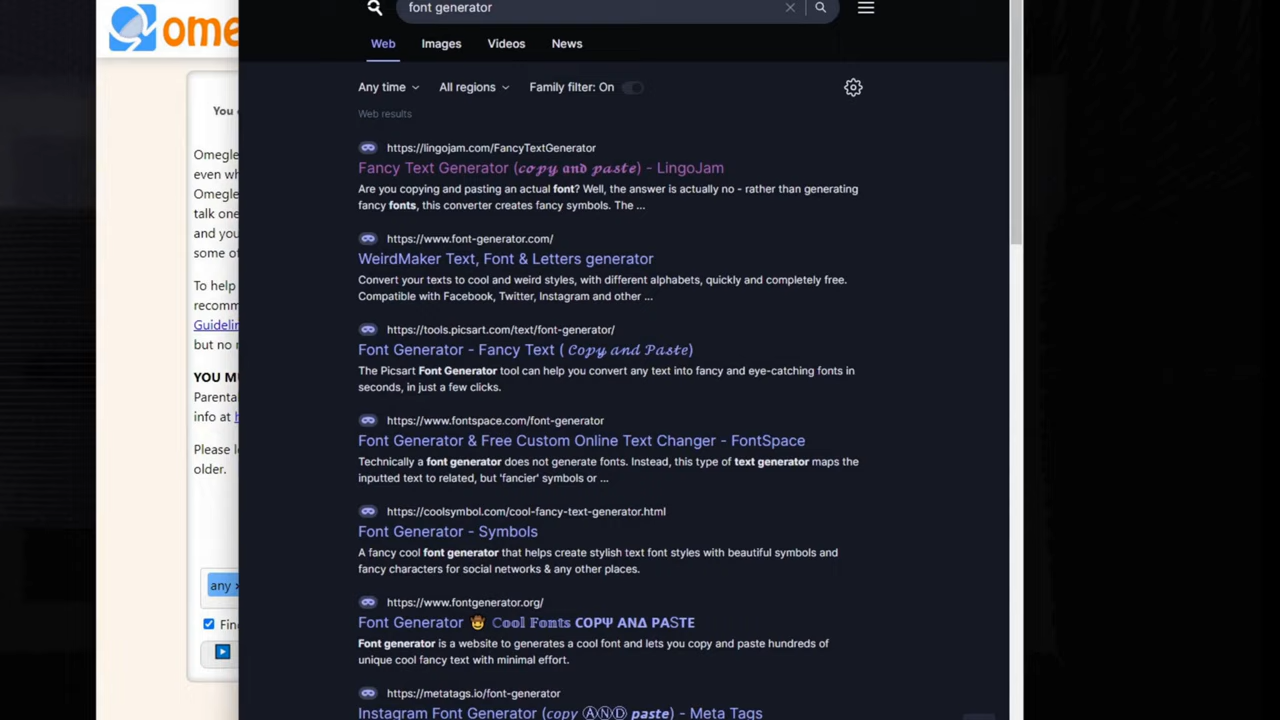 ome
font generator
Web Images Videos News
Any time All regions Family filter: On
Web results
https://lingojam.com/FancyTextGenerator
Fancy Text Generator (𝓬𝓸𝓹𝔂 𝖆𝖓𝖉 𝓹𝓪𝓼𝓽𝓮) - LingoJam
Are you copying and pasting an actual font? Well, the answer is actually no - rather than generating
fancy fonts, this converter creates fancy symbols. The ...
https://www.font-generator.com/
WeirdMaker Text, Font & Letters generator
Convert your texts to cool and weird styles, with different alphabets, quickly and completely free.
Compatible with Facebook, Twitter, Instagram and other ...
https://tools.picsart.com/text/font-generator/
Font Generator - Fancy Text ( 𝓒𝓸𝓹𝔂 𝓪𝓷𝓭 𝓟𝓪𝓼𝓽𝓮)
The Picsart Font Generator tool can help you convert any text into fancy and eye-catching fonts in
seconds, in just a few clicks.
https://www.fontspace.com/font-generator
Font Generator & Free Custom Online Text Changer - FontSpace
Technically a font generator does not generate fonts. Instead, this type of text generator maps the
inputted text to related, but 'fancier' symbols or ...
https://coolsymbol.com/cool-fancy-text-generator.html
Font Generator - Symbols
A fancy cool font generator that helps create stylish text font styles with beautiful symbols and
fancy characters for social networks & any other places.
https://www.fontgenerator.org/
Font Generator 🤠 ℂ𝕠𝕠𝕝 𝔽𝕠𝕟𝕥𝕤 COPΨ ANΔ PASTE
Font generator is a website to generates a cool font and lets you copy and paste hundreds of
unique cool fancy text with minimal effort.
https://metatags.io/font-generator
Instagram Font Generator (𝘤𝘰𝘱𝘺 ⒶⓃⒹ 𝙥𝙖𝙨𝙩𝙚) - Meta Tags
You
Omegle
even wh
Omegle
talk one
and you
some of
To help
recomm
Guidelin
but no
YOU M
Parenta
info at
Please l
older.
any
Fin